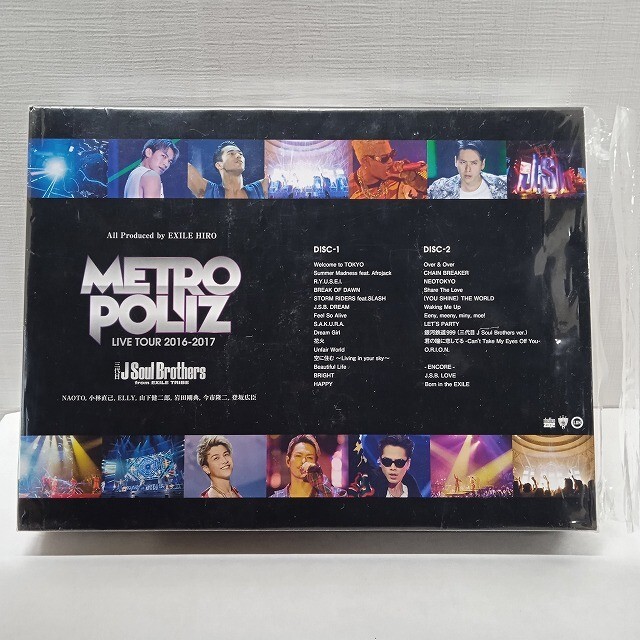 JSB
All Produced by EXILE HIRO
METRO
POLIZ
LIVE TOUR 2016-2017
三代目 J Soul Brothers
from EXILE TRIBE
NAOTO, 小林直己, ELLY, 山下健二郎, 岩田剛典, 今市隆二, 登坂広臣
DISC-1
Welcome to TOKYO
Summer Madness feat. Afrojack
R.Y.U.S.E.I.
BREAK OF DAWN
STORM RIDERS feat.SLASH
J.S.B. DREAM
Feel So Alive
S.A.K.U.R.A.
Dream Girl
花火
Unfair World
空に住む 〜Living in your sky〜
Beautiful Life
BRIGHT
HAPPY
DISC-2
Over & Over
CHAIN BREAKER
NEOTOKYO
Share The Love
(YOU SHINE) THE WORLD
Waking Me Up
Eeny, meeny, miny, moe!
LET'S PARTY
銀河鉄道999 (三代目 J Soul Brothers ver.)
君の瞳に恋してる -Can't Take My Eyes Off You-
O.R.I.O.N.
- ENCORE -
J.S.B. LOVE
Born in the EXILE